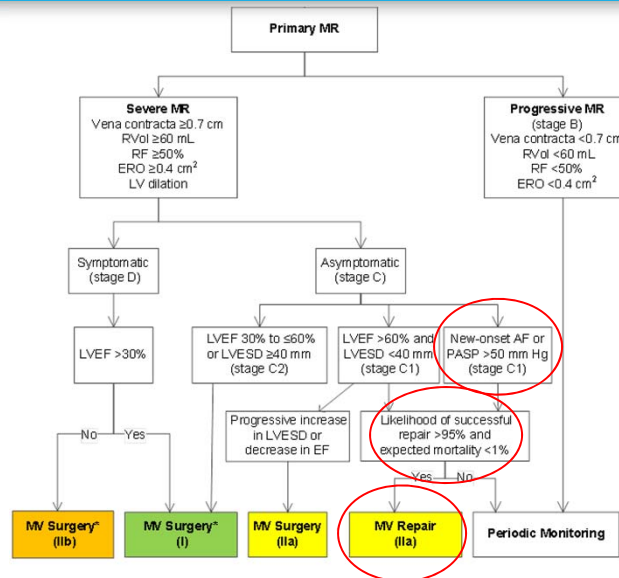 Primary MR
Severe MR
Vena contracta ≥0.7 cm
RVol ≥60 mL
RF ≥50%
ERO ≥0.4 cm²
LV dilation
Progressive MR
(stage B)
Vena contracta <0.7 cm
RVol <60 mL
RF <50%
ERO <0.4 cm²
Symptomatic
(stage D)
Asymptomatic
(stage C)
LVEF >30%
LVEF 30% to ≤60%
or LVESD ≥40 mm
(stage C2)
LVEF >60% and
LVESD <40 mm
(stage C1)
New-onset AF or
PASP >50 mm Hg
(stage C1)
Progressive increase
in LVESD or
decrease in EF
Likelihood of successful
repair >95% and
expected mortality <1%
No
Yes
Yes
No
MV Surgery*
(IIb)
MV Surgery*
(I)
MV Surgery
(IIa)
MV Repair
(IIa)
Periodic Monitoring